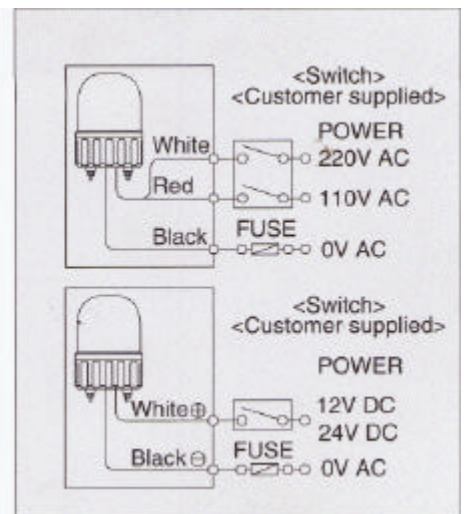 <Switch>
<Customer supplied>
POWER
White
220V AC
Red
110V AC
Black
FUSE
0V AC
<Switch>
<Customer supplied>
POWER
White⊕
12V DC
24V DC
Black⊖
FUSE
0V AC